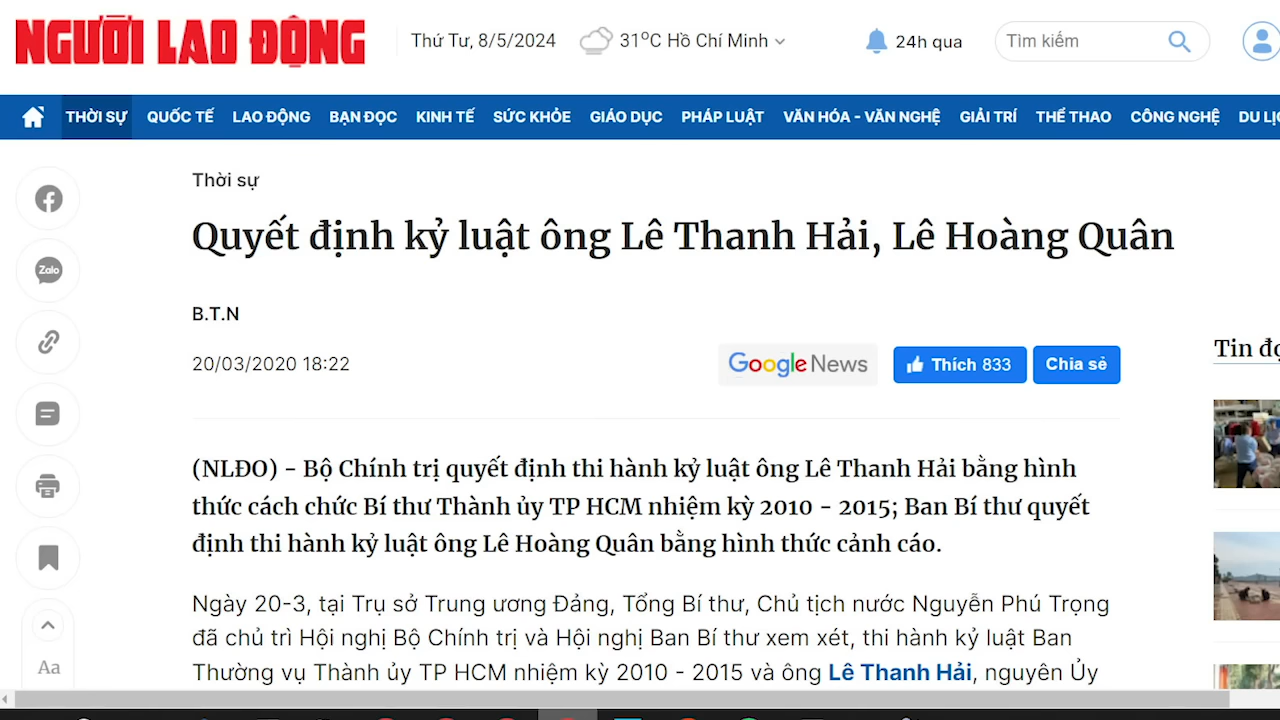 NGƯỜI LAO ĐỘNG
Thứ Tư, 8/5/2024
31°C Hồ Chí Minh
24h qua
Tìm kiếm
THỜI SỰ QUỐC TẾ LAO ĐỘNG BẠN ĐỌC KINH TẾ SỨC KHỎE GIÁO DỤC PHÁP LUẬT VĂN HÓA - VĂN NGHỆ GIẢI TRÍ THỂ THAO CÔNG NGHỆ DU
Thời sự
Quyết định kỷ luật ông Lê Thanh Hải, Lê Hoàng Quân
Zalo
B.T.N
20/03/2020 18:22
Google News
Thích 833
Chia sẻ
Tin
(NLĐO) - Bộ Chính trị quyết định thi hành kỷ luật ông Lê Thanh Hải bằng hình
thức cách chức Bí thư Thành ủy TP HCM nhiệm kỳ 2010 - 2015; Ban Bí thư quyết
định thi hành kỷ luật ông Lê Hoàng Quân bằng hình thức cảnh cáo.
Ngày 20-3, tại Trụ sở Trung ương Đảng, Tổng Bí thư, Chủ tịch nước Nguyễn Phú Trọng
đã chủ trì Hội nghị Bộ Chính trị và Hội nghị Ban Bí thư xem xét, thi hành kỷ luật Ban
Thường vụ Thành ủy TP HCM nhiệm kỳ 2010 - 2015 và ông Lê Thanh Hải, nguyên Ủy
Aa